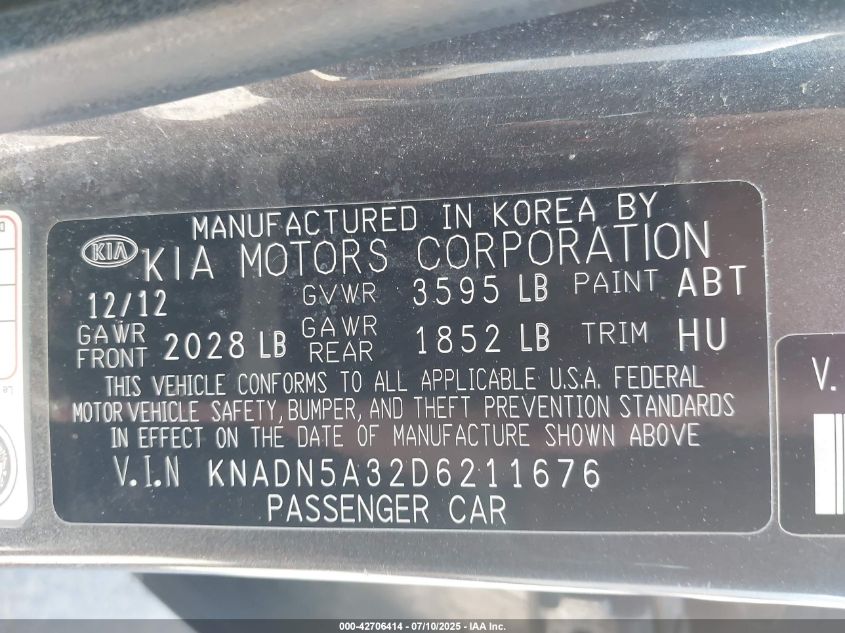 MANUFACTURED IN KOREA BY
KIA KIA MOTORS CORPORATION
12/12 GVWR 3595 LB PAINT ABT
GAWR FRONT 2028 LB GAWR REAR 1852 LB TRIM HU
THIS VEHICLE CONFORMS TO ALL APPLICABLE U.S.A. FEDERAL
MOTOR VEHICLE SAFETY, BUMPER, AND THEFT PREVENTION STANDARDS
IN EFFECT ON THE DATE OF MANUFACTURE SHOWN ABOVE
V.I.N KNADN5A32D6211676
PASSENGER CAR
V.
000-42706414 - 07/10/2025 - IAA Inc.